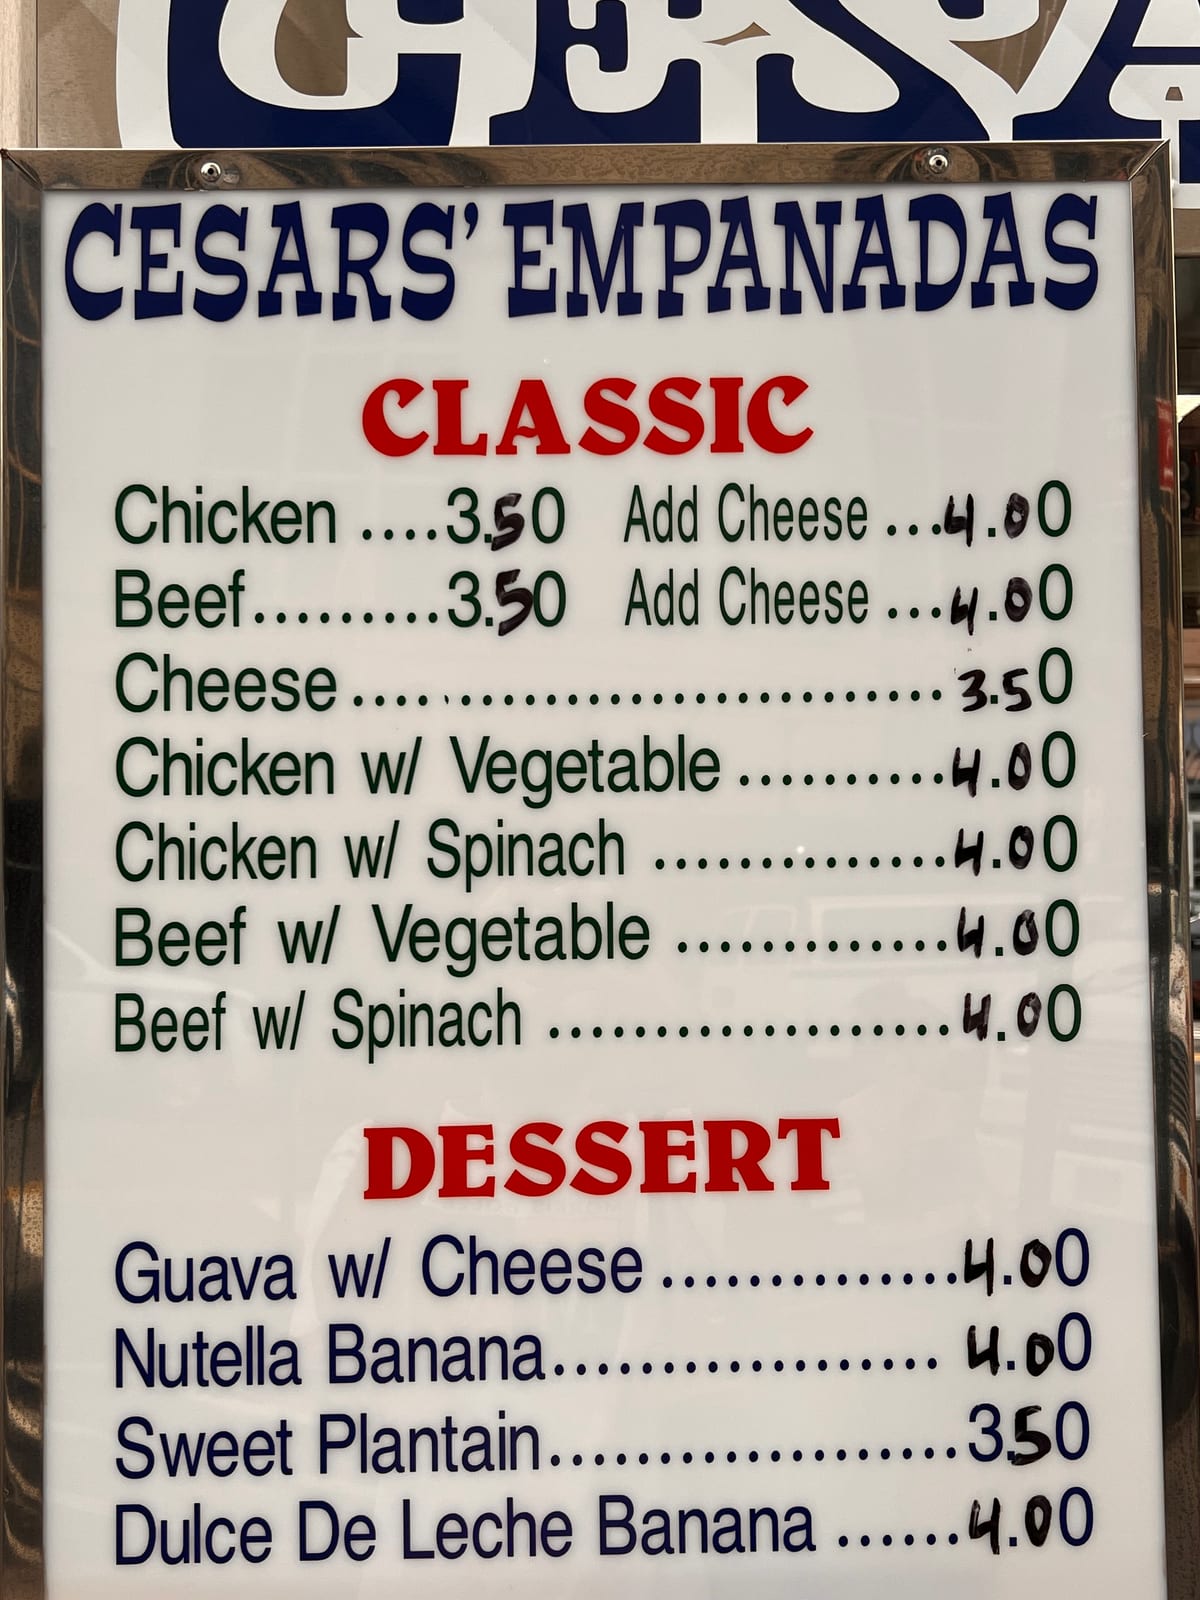 CESARS' EMPANADAS
CLASSIC
Chicken ....3.50 Add Cheese ...4.00
Beef.........3.50 Add Cheese ...4.00
Cheese ............................ 3.50
Chicken w/ Vegetable ..........4.00
Chicken w/ Spinach ..............4.00
Beef w/ Vegetable .............4.00
Beef w/ Spinach ...................4.00
DESSERT
Guava w/ Cheese ..............4.00
Nutella Banana.................. 4.00
Sweet Plantain...................3.50
Dulce De Leche Banana ......4.00